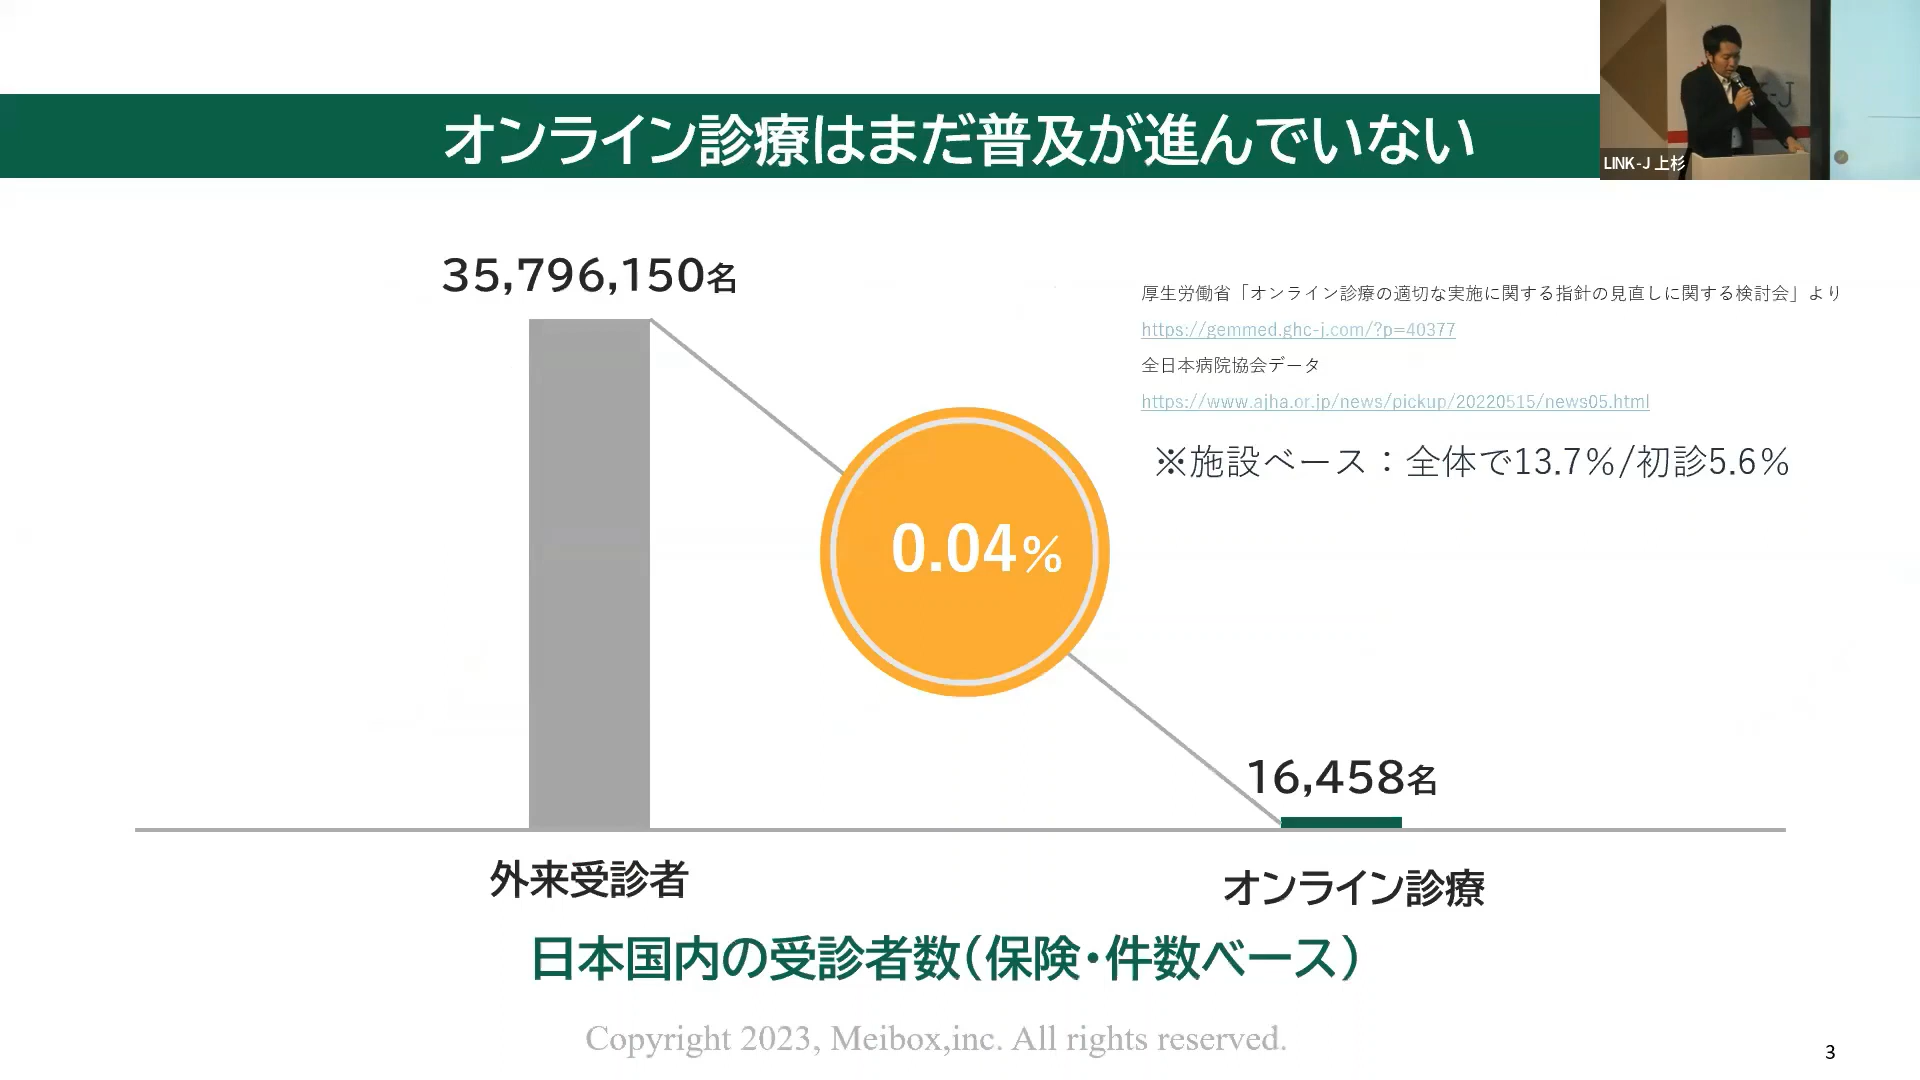 オンライン診療はまだ普及が進んでいない
LINK-J 上杉
35,796,150名
厚生労働省「オンライン診療の適切な実施に関する指針の見直しに関する検討会」より
https://gemmed.ghc-j.com/?p=40377
全日本病院協会データ
https://www.ajha.or.jp/news/pickup/20220515/news05.html
※施設ベース：全体で13.7%/初診5.6%
0.04%
16,458名
外来受診者
オンライン診療
日本国内の受診者数(保険・件数ベース)
Copyright 2023, Meibox,inc. All rights reserved.
3